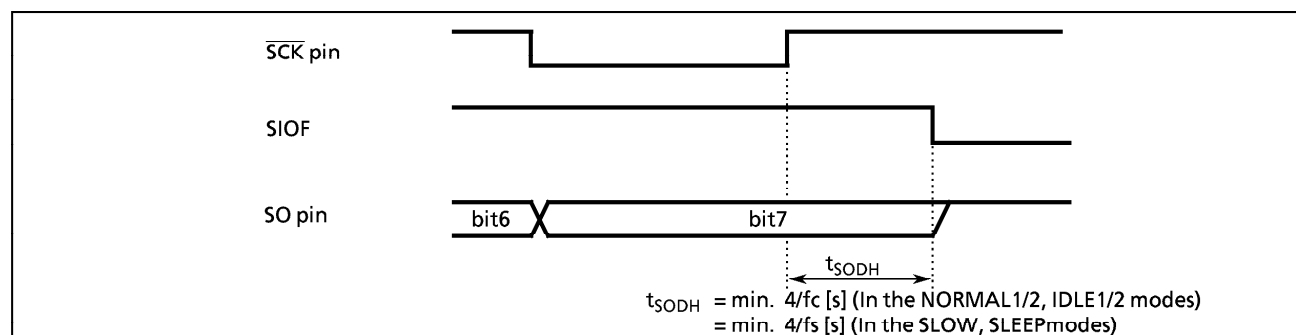 S̅C̅K̅ pin
SIOF
SO pin
bit6
bit7
tSODH
tSODH = min. 4/fc [s] (In the NORMAL1/2, IDLE1/2 modes)
= min. 4/fs [s] (In the SLOW, SLEEPmodes)